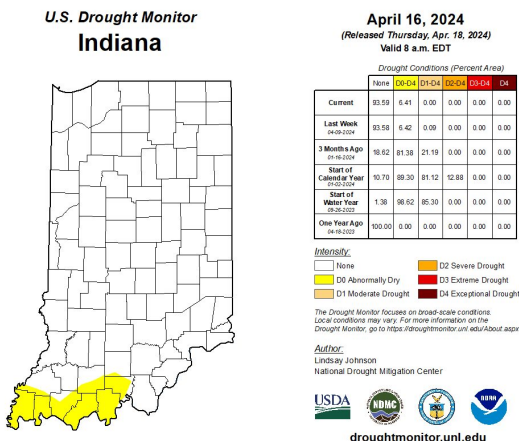 U.S. Drought Monitor
Indiana
April 16, 2024
(Released Thursday, Apr. 18, 2024)
Valid 8 a.m. EDT
Drought Conditions (Percent Area)
None D0-D4 D1-D4 D2-D4 D3-D4 D4
Current 93.59 6.41 0.00 0.00 0.00 0.00
Last Week 04-09-2024 93.58 6.42 0.09 0.00 0.00 0.00
3 Months Ago 01-16-2024 18.62 81.38 21.19 0.00 0.00 0.00
Start of Calendar Year 01-02-2024 10.70 89.30 81.12 12.88 0.00 0.00
Start of Water Year 09-26-2023 1.38 98.62 85.30 0.00 0.00 0.00
One Year Ago 04-18-2023 100.00 0.00 0.00 0.00 0.00 0.00
Intensity:
None
D0 Abnormally Dry
D1 Moderate Drought
D2 Severe Drought
D3 Extreme Drought
D4 Exceptional Drought
The Drought Monitor focuses on broad-scale conditions.
Local conditions may vary. For more information on the
Drought Monitor, go to https://droughtmonitor.unl.edu/About.aspx
Author:
Lindsay Johnson
National Drought Mitigation Center
USDA
NDMC
NOAA
droughtmonitor.unl.edu